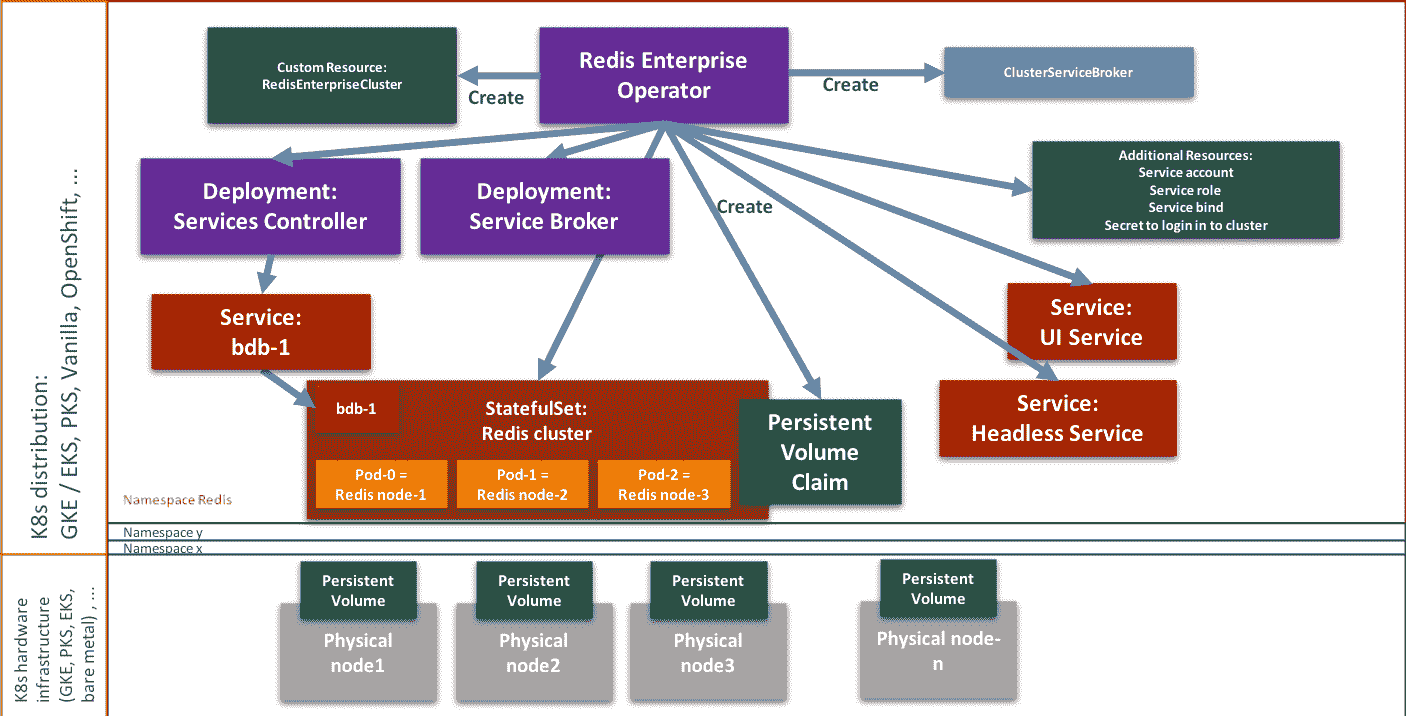 Custom Resource:
RedisEnterpriseCluster
Create
Redis Enterprise
Operator
Create
ClusterServiceBroker
Deployment:
Services Controller
Deployment:
Service Broker
Create
Additional Resources:
Service account
Service role
Service bind
Secret to login in to cluster
Service:
bdb-1
Service:
UI Service
bdb-1
StatefulSet:
Redis cluster
Persistent
Volume
Claim
Service:
Headless Service
Pod-0 =
Redis node-1
Pod-1 =
Redis node-2
Pod-2 =
Redis node-3
Namespace Redis
Namespace y
Namespace x
K8s distribution:
GKE / EKS, PKS, Vanilla, OpenShift, ...
Persistent
Volume
Physical
node1
Persistent
Volume
Physical
node2
Persistent
Volume
Physical
node3
Persistent
Volume
Physical node-
n
K8s hardware
infrastructure
(GKE, PKS, EKS,
bare metal) , ...